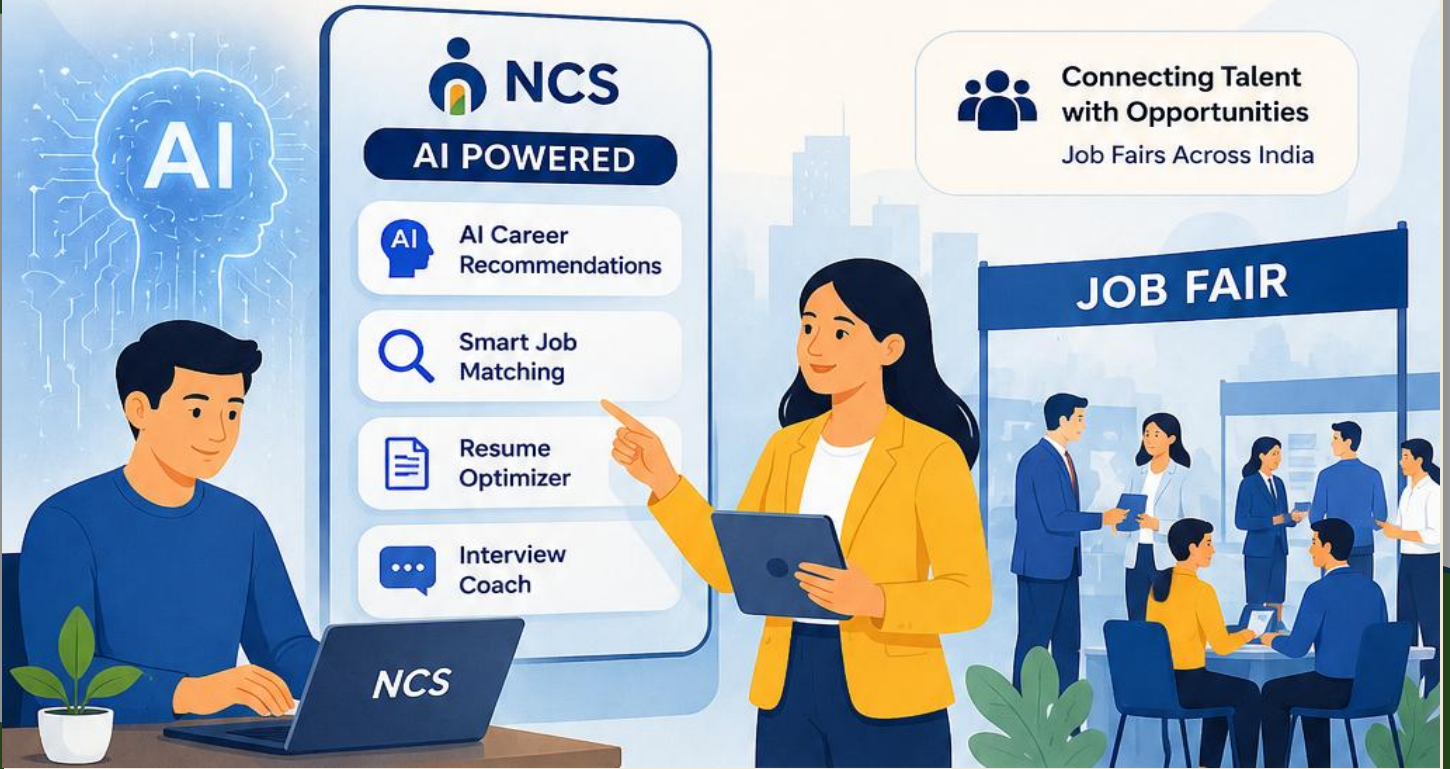 AI
NCS
AI POWERED
AI
AI Career
Recommendations
Smart Job
Matching
Resume
Optimizer
Interview
Coach
NCS
Connecting Talent
with Opportunities
Job Fairs Across India
JOB FAIR